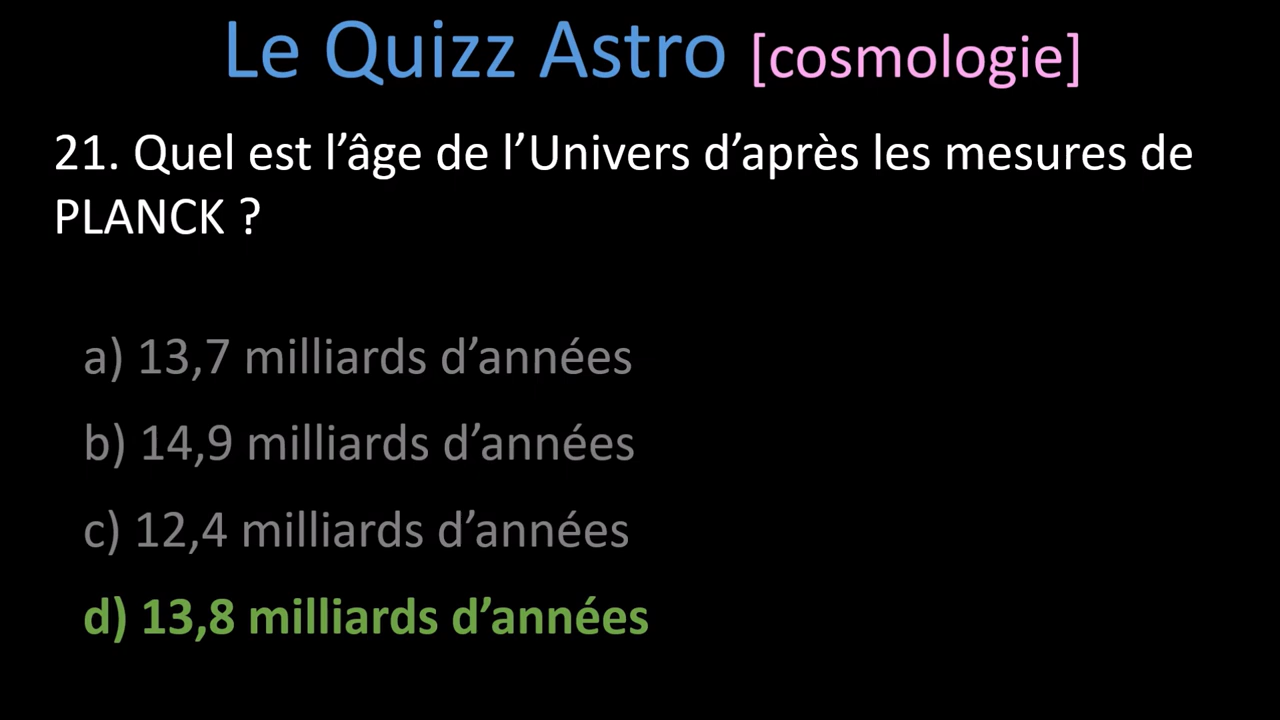 Le Quizz Astro [cosmologie]
21. Quel est l’âge de l’Univers d’après les mesures de
PLANCK ?
a) 13,7 milliards d’années
b) 14,9 milliards d’années
c) 12,4 milliards d’années
d) 13,8 milliards d’années